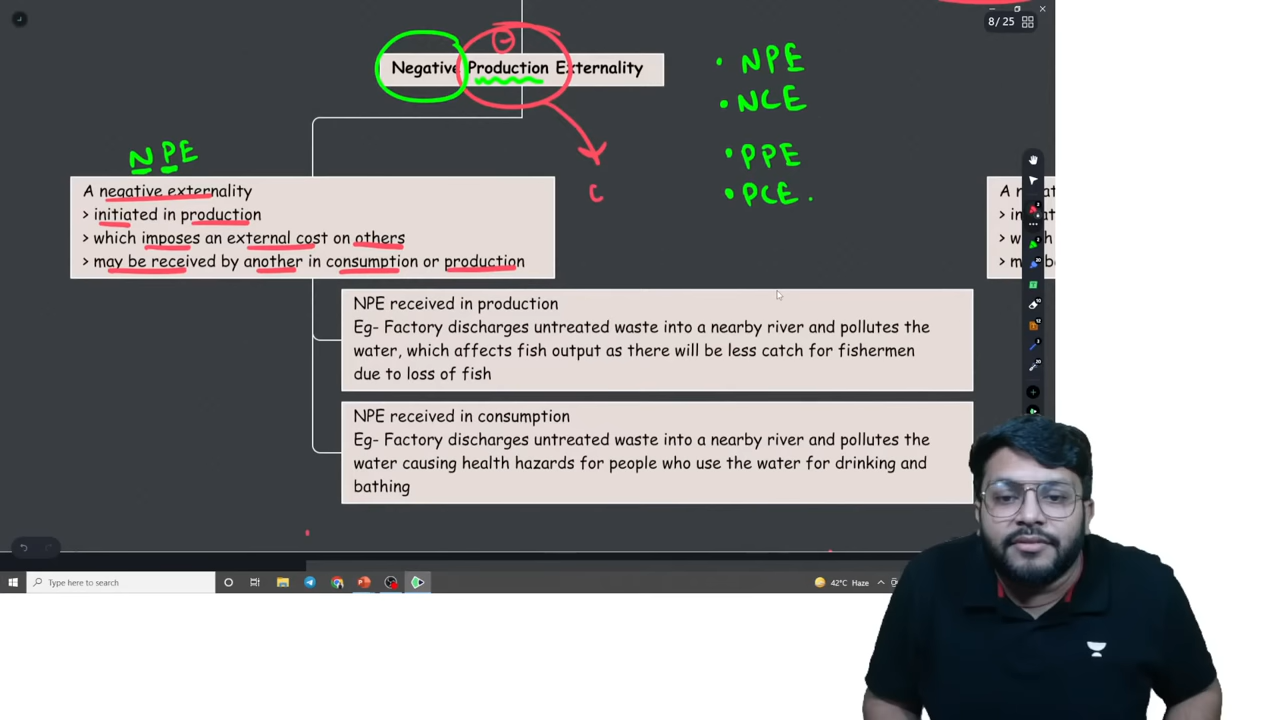 8/25
Negative Production Externality
• NPE
• NCE
• PPE
• PCE .
NPE
A negative externality
> initiated in production
> which imposes an external cost on others
> may be received by another in consumption or production
NPE received in production
Eg- Factory discharges untreated waste into a nearby river and pollutes the
water, which affects fish output as there will be less catch for fishermen
due to loss of fish
NPE received in consumption
Eg- Factory discharges untreated waste into a nearby river and pollutes the
water causing health hazards for people who use the water for drinking and
bathing
Type here to search
42°C Haze